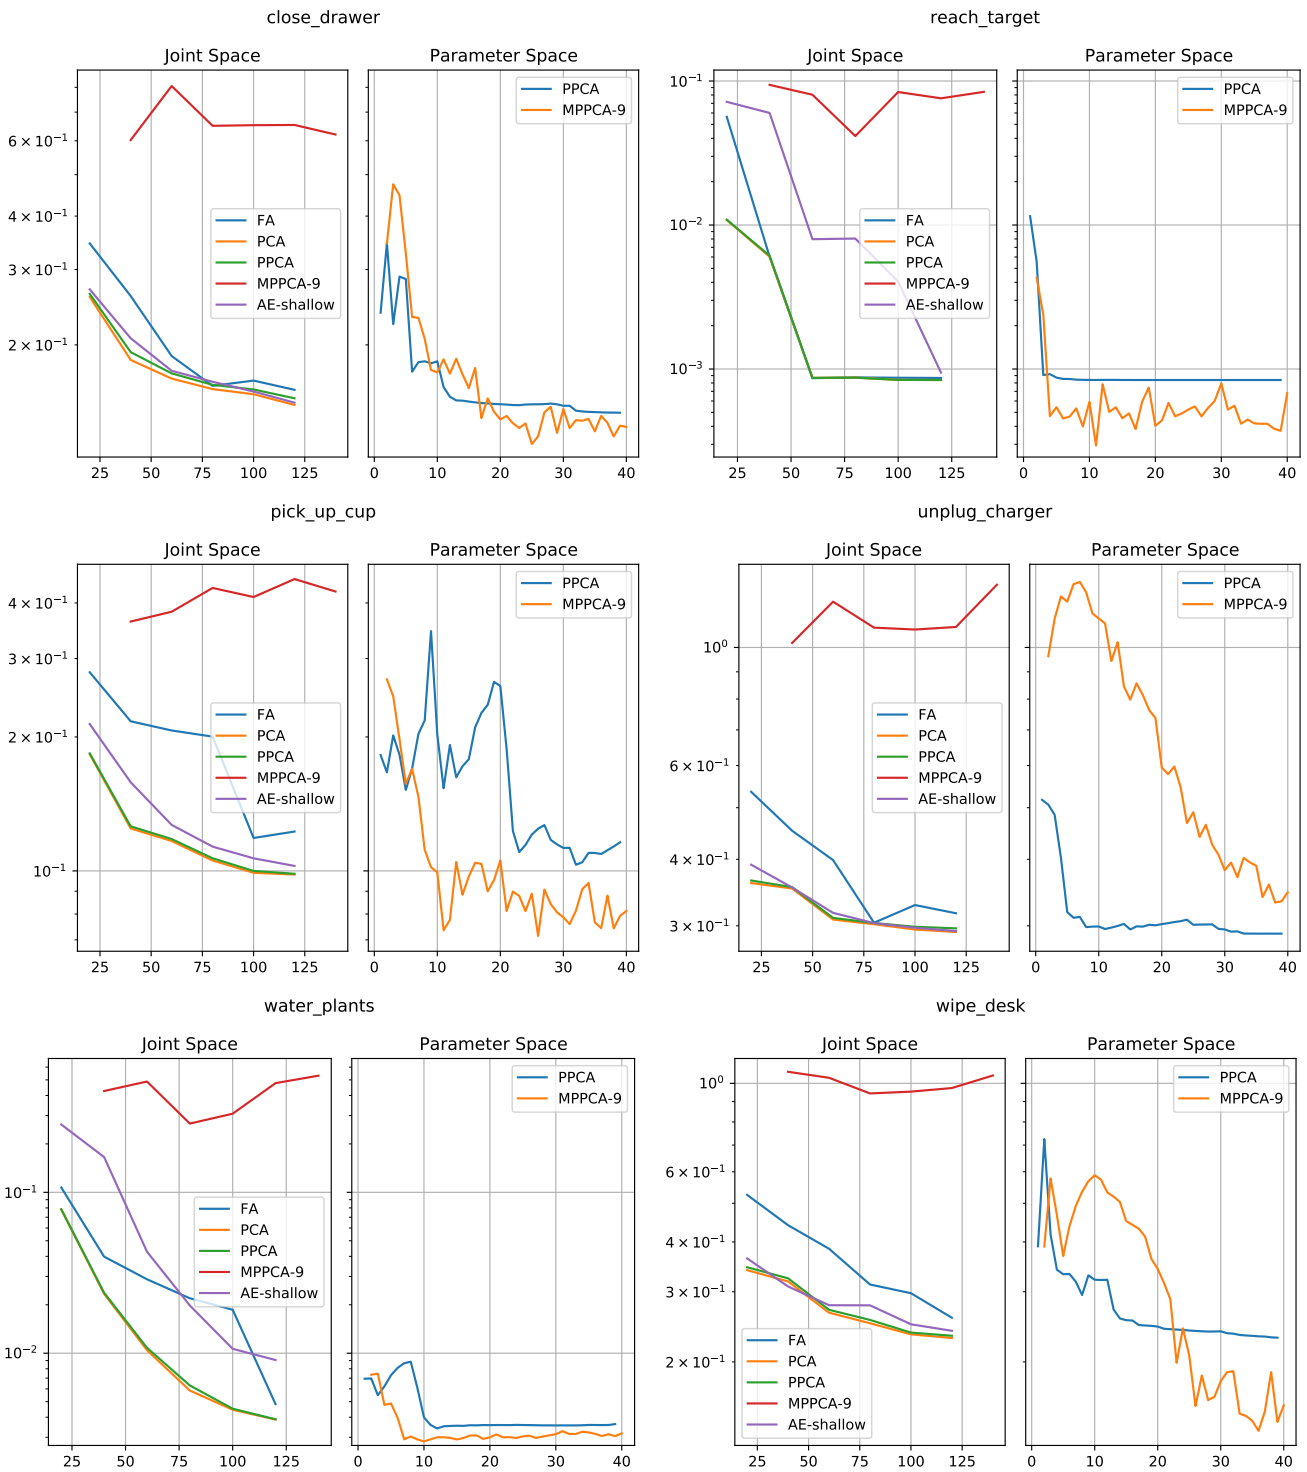 close_drawer
Joint Space
6 × 10⁻¹
4 × 10⁻¹
3 × 10⁻¹
2 × 10⁻¹
25 50 75 100 125
FA
PCA
PPCA
MPPCA-9
AE-shallow
Parameter Space
PPCA
MPPCA-9
0 10 20 30 40
reach_target
Joint Space
10⁻¹
10⁻²
10⁻³
25 50 75 100 125
FA
PCA
PPCA
MPPCA-9
AE-shallow
Parameter Space
PPCA
MPPCA-9
0 10 20 30 40
pick_up_cup
Joint Space
4 × 10⁻¹
3 × 10⁻¹
2 × 10⁻¹
10⁻¹
25 50 75 100 125
FA
PCA
PPCA
MPPCA-9
AE-shallow
Parameter Space
PPCA
MPPCA-9
0 10 20 30 40
unplug_charger
Joint Space
10⁰
6 × 10⁻¹
4 × 10⁻¹
3 × 10⁻¹
25 50 75 100 125
FA
PCA
PPCA
MPPCA-9
AE-shallow
Parameter Space
PPCA
MPPCA-9
0 10 20 30 40
water_plants
Joint Space
10⁻¹
10⁻²
25 50 75 100 125
FA
PCA
PPCA
MPPCA-9
AE-shallow
Parameter Space
PPCA
MPPCA-9
0 10 20 30 40
wipe_desk
Joint Space
10⁰
6 × 10⁻¹
4 × 10⁻¹
3 × 10⁻¹
2 × 10⁻¹
25 50 75 100 125
FA
PCA
PPCA
MPPCA-9
AE-shallow
Parameter Space
PPCA
MPPCA-9
0 10 20 30 40